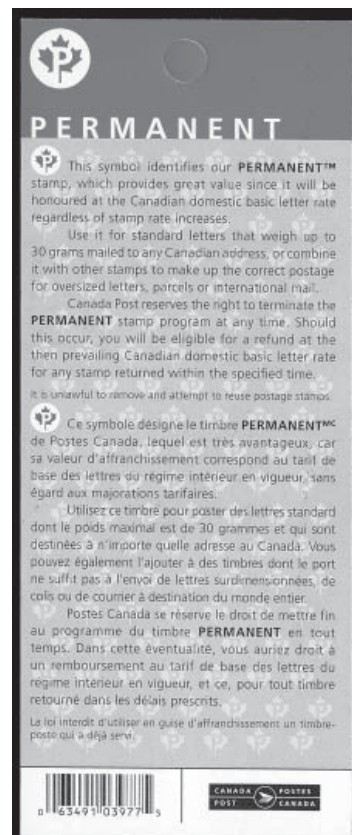 P
PERMANENT
P This symbol identifies our PERMANENT™
stamp, which provides great value since it will be
honoured at the Canadian domestic basic letter rate
regardless of stamp rate increases.
Use it for standard letters that weigh up to
30 grams mailed to any Canadian address, or combine
it with other stamps to make up the correct postage
for oversized letters, parcels or international mail.
Canada Post reserves the right to terminate the
PERMANENT stamp program at any time. Should
this occur, you will be eligible for a refund at the
then prevailing Canadian domestic basic letter rate
for any stamp returned within the specified time.
It is unlawful to remove and attempt to reuse postage stamps.
P Ce symbole désigne le timbre PERMANENTMC
de Postes Canada, lequel est très avantageux, car
sa valeur d'affranchissement correspond au tarif de
base des lettres du régime intérieur en vigueur, sans
égard aux majorations tarifaires.
Utilisez ce timbre pour poster des lettres standard
dont le poids maximal est de 30 grammes et qui sont
destinées à n'importe quelle adresse au Canada. Vous
pouvez également l'ajouter à des timbres dont le port
ne suffit pas à l'envoi de lettres surdimensionnées, de
colis ou de courrier à destination du monde entier.
Postes Canada se réserve le droit de mettre fin
au programme du timbre PERMANENT en tout
temps. Dans cette éventualité, vous auriez droit à
un remboursement au tarif de base des lettres du
régime intérieur en vigueur, et ce, pour tout timbre
retourné dans les délais prescrits.
La loi interdit d'utiliser en guise d'affranchissement un timbre-
poste qui a déjà servi.
0 63491 03977 5
CANADA POSTES
POST CANADA